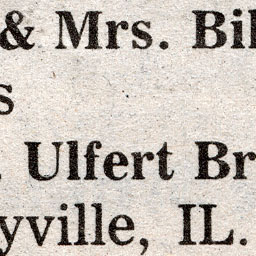 & Mrs. Bil
s
. Ulfert Br
yville, IL.